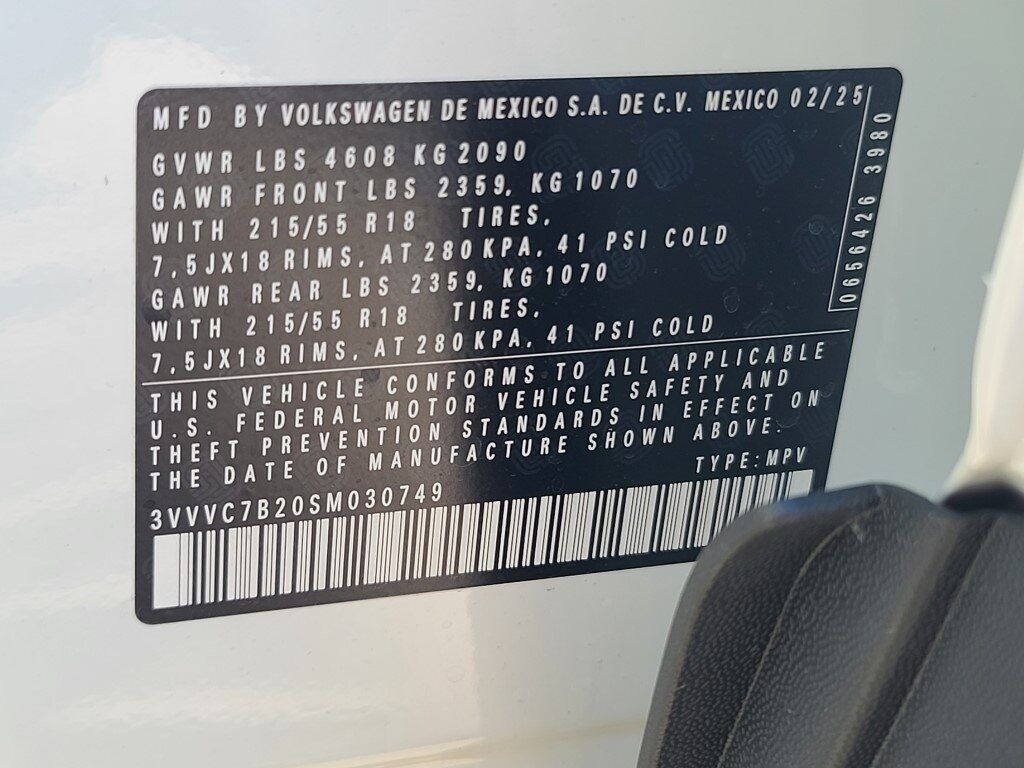 MFD BY VOLKSWAGEN DE MEXICO S.A. DE C.V. MEXICO 02/25
GVWR LBS 4608 KG 2090
GAWR FRONT LBS 2359, KG 1070
WITH 215/55 R18 TIRES,
7,5JX18 RIMS, AT 280 KPA, 41 PSI COLD
GAWR REAR LBS 2359, KG 1070
WITH 215/55 R18 TIRES,
7,5JX18 RIMS, AT 280 KPA, 41 PSI COLD
0656426 3980
THIS VEHICLE CONFORMS TO ALL APPLICABLE
U.S. FEDERAL MOTOR VEHICLE SAFETY AND
THEFT PREVENTION STANDARDS IN EFFECT ON
THE DATE OF MANUFACTURE SHOWN ABOVE.
TYPE: MPV
3VVVC7B20SM030749